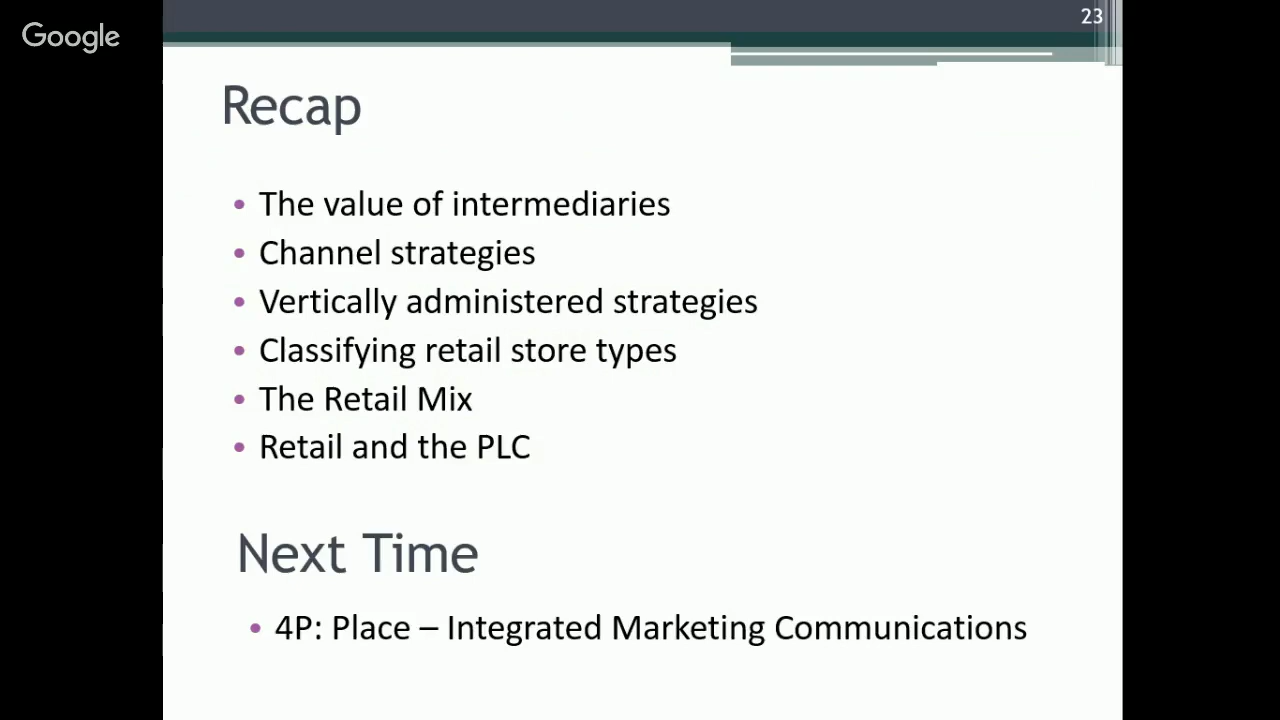 Google
23
Recap
• The value of intermediaries
• Channel strategies
• Vertically administered strategies
• Classifying retail store types
• The Retail Mix
• Retail and the PLC
Next Time
• 4P: Place – Integrated Marketing Communications